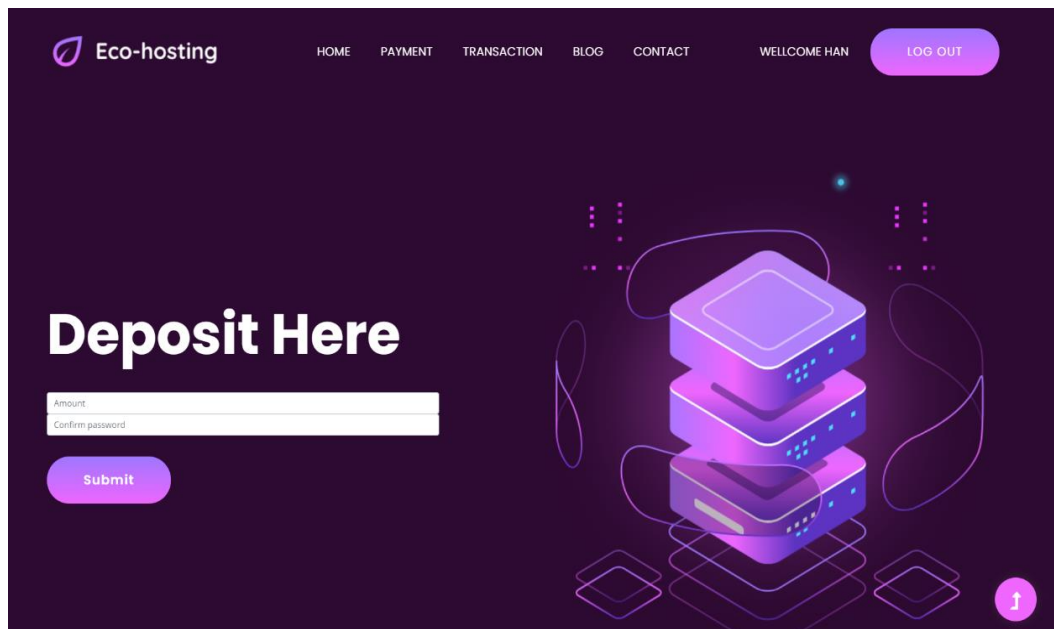 Eco-hosting
HOME PAYMENT TRANSACTION BLOG CONTACT WELLCOME HAN LOG OUT
Deposit Here
Amount
Confirm password
Submit